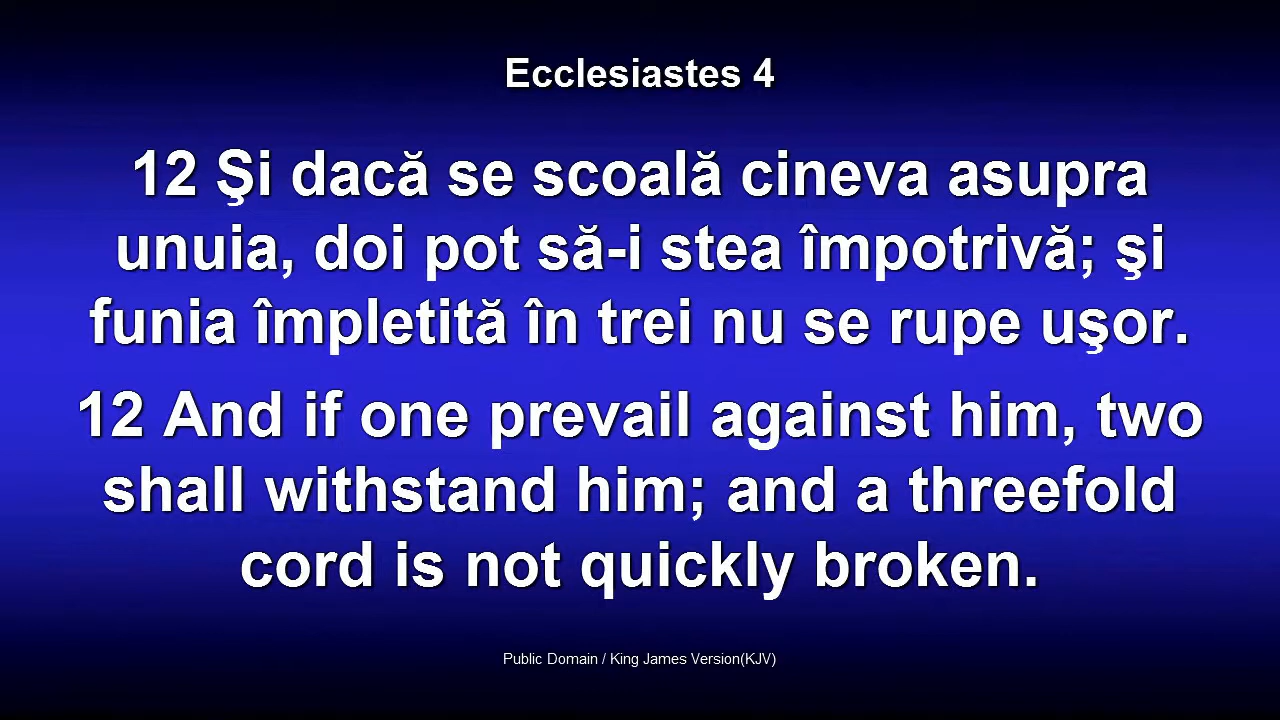 Ecclesiastes 4
12 Şi dacă se scoală cineva asupra
unuia, doi pot să-i stea împotrivă; şi
funia împletită în trei nu se rupe uşor.
12 And if one prevail against him, two
shall withstand him; and a threefold
cord is not quickly broken.
Public Domain / King James Version(KJV)